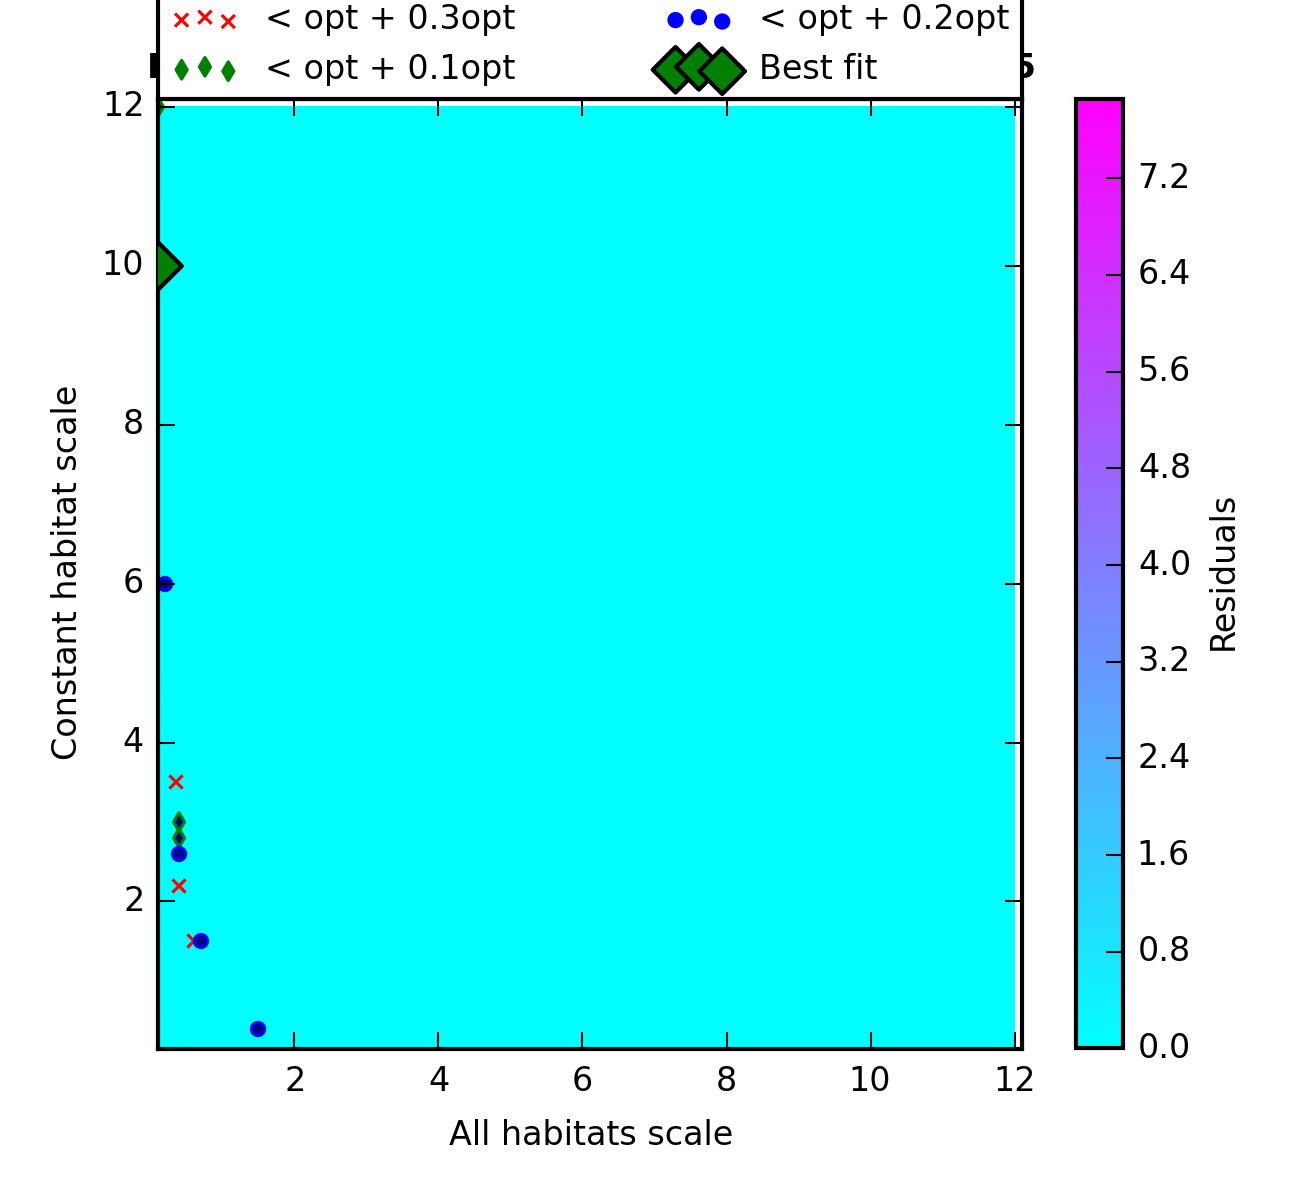 < opt + 0.3opt
< opt + 0.2opt
< opt + 0.1opt
Best fit
5
12
10
8
6
4
2
Constant habitat scale
2 4 6 8 10 12
All habitats scale
7.2
6.4
5.6
4.8
4.0
3.2
2.4
1.6
0.8
0.0
Residuals